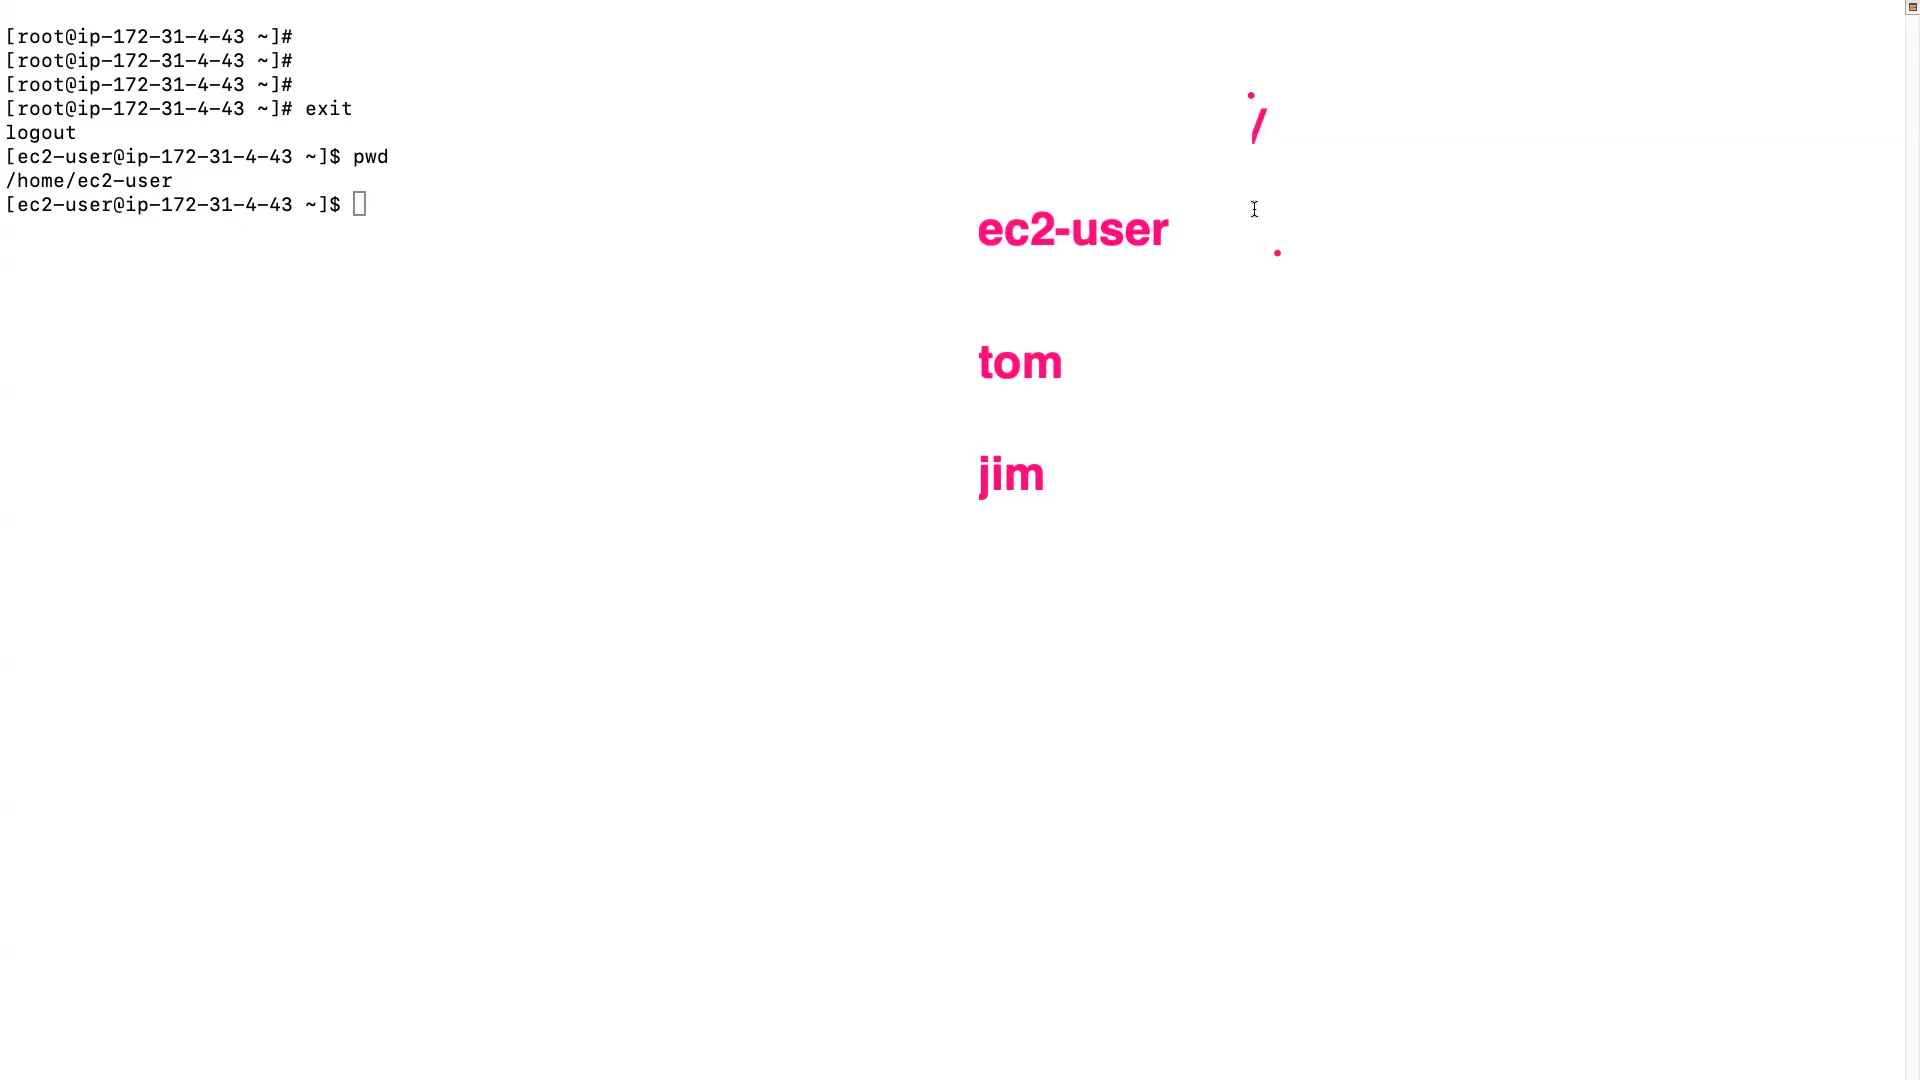 [root@ip-172-31-4-43 ~]#
[root@ip-172-31-4-43 ~]#
[root@ip-172-31-4-43 ~]#
[root@ip-172-31-4-43 ~]# exit
logout
[ec2-user@ip-172-31-4-43 ~]$ pwd
/home/ec2-user
[ec2-user@ip-172-31-4-43 ~]$
/
ec2-user
tom
jim